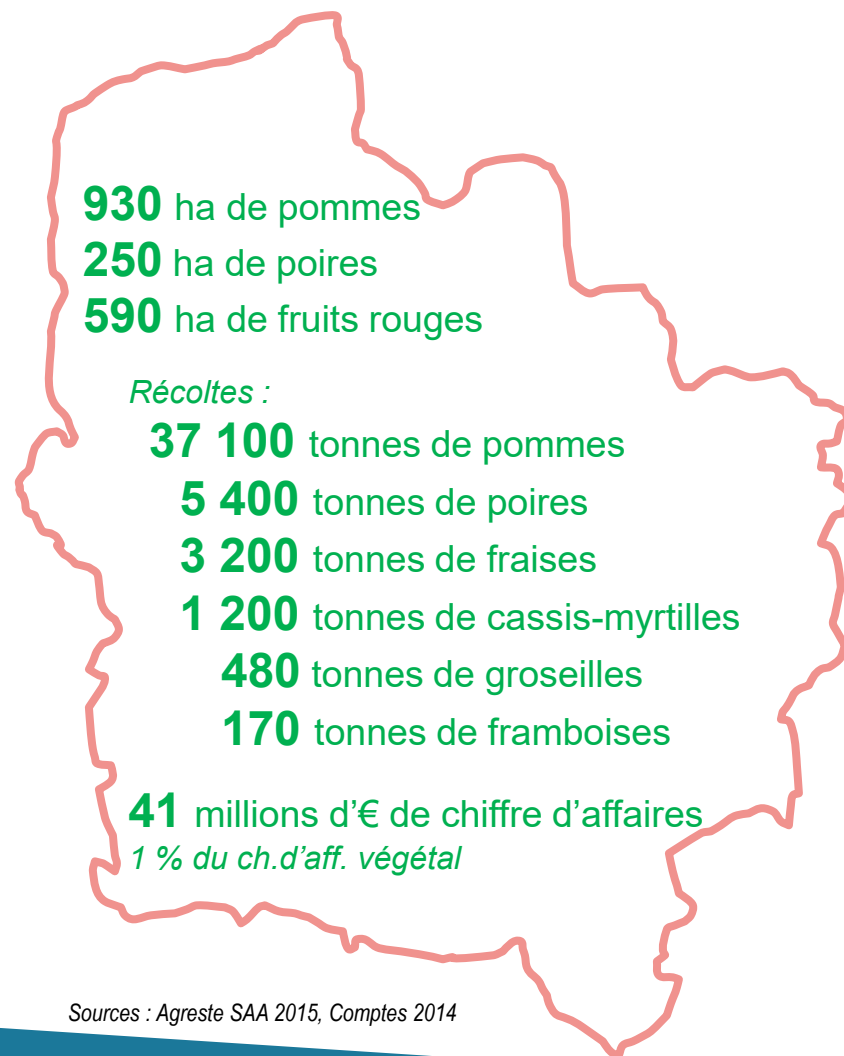 930 ha de pommes
250 ha de poires
590 ha de fruits rouges
Récoltes :
37 100 tonnes de pommes
5 400 tonnes de poires
3 200 tonnes de fraises
1 200 tonnes de cassis-myrtilles
480 tonnes de groseilles
170 tonnes de framboises
41 millions d’€ de chiffre d’affaires
1 % du ch.d’aff. végétal
Sources : Agreste SAA 2015, Comptes 2014